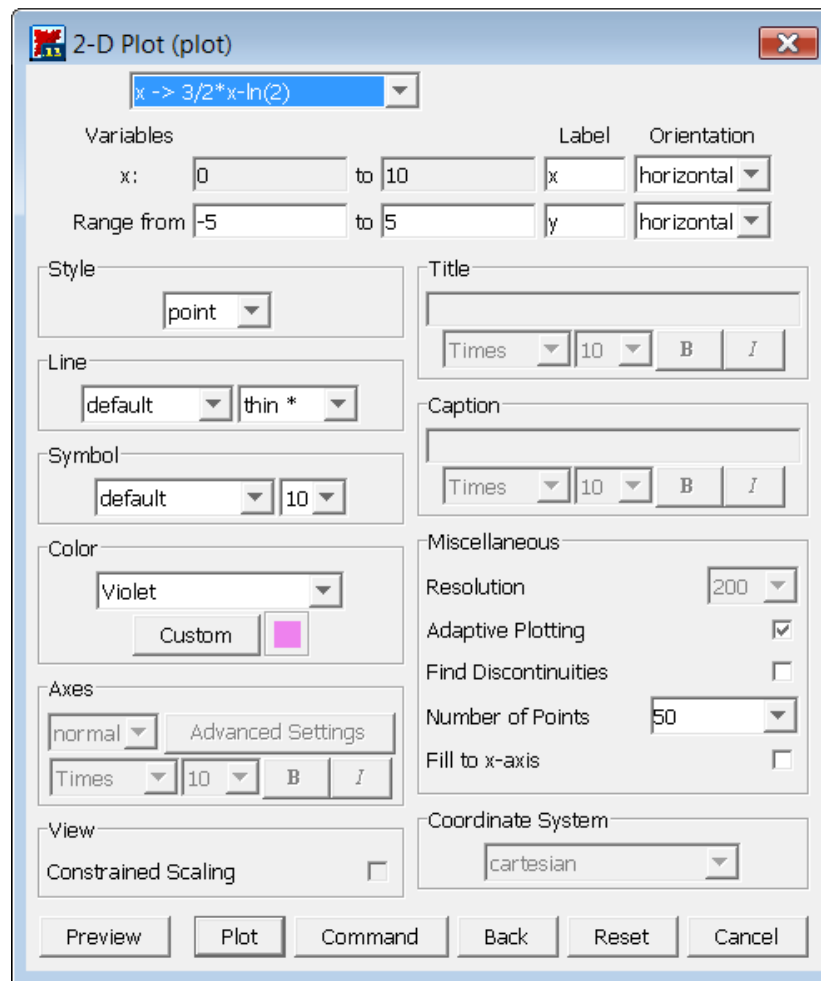 2-D Plot (plot)
x -> 3/2*x-ln(2)
Variables Label Orientation
x: 0 to 10 x horizontal
Range from -5 to 5 y horizontal
Style
point
Line
default thin *
Symbol
default 10
Color
Violet
Custom
Axes
normal Advanced Settings
Times 10 B I
View
Constrained Scaling
Title
Times 10 B I
Caption
Times 10 B I
Miscellaneous
Resolution 200
Adaptive Plotting
Find Discontinuities
Number of Points 50
Fill to x-axis
Coordinate System
cartesian
Preview Plot Command Back Reset Cancel